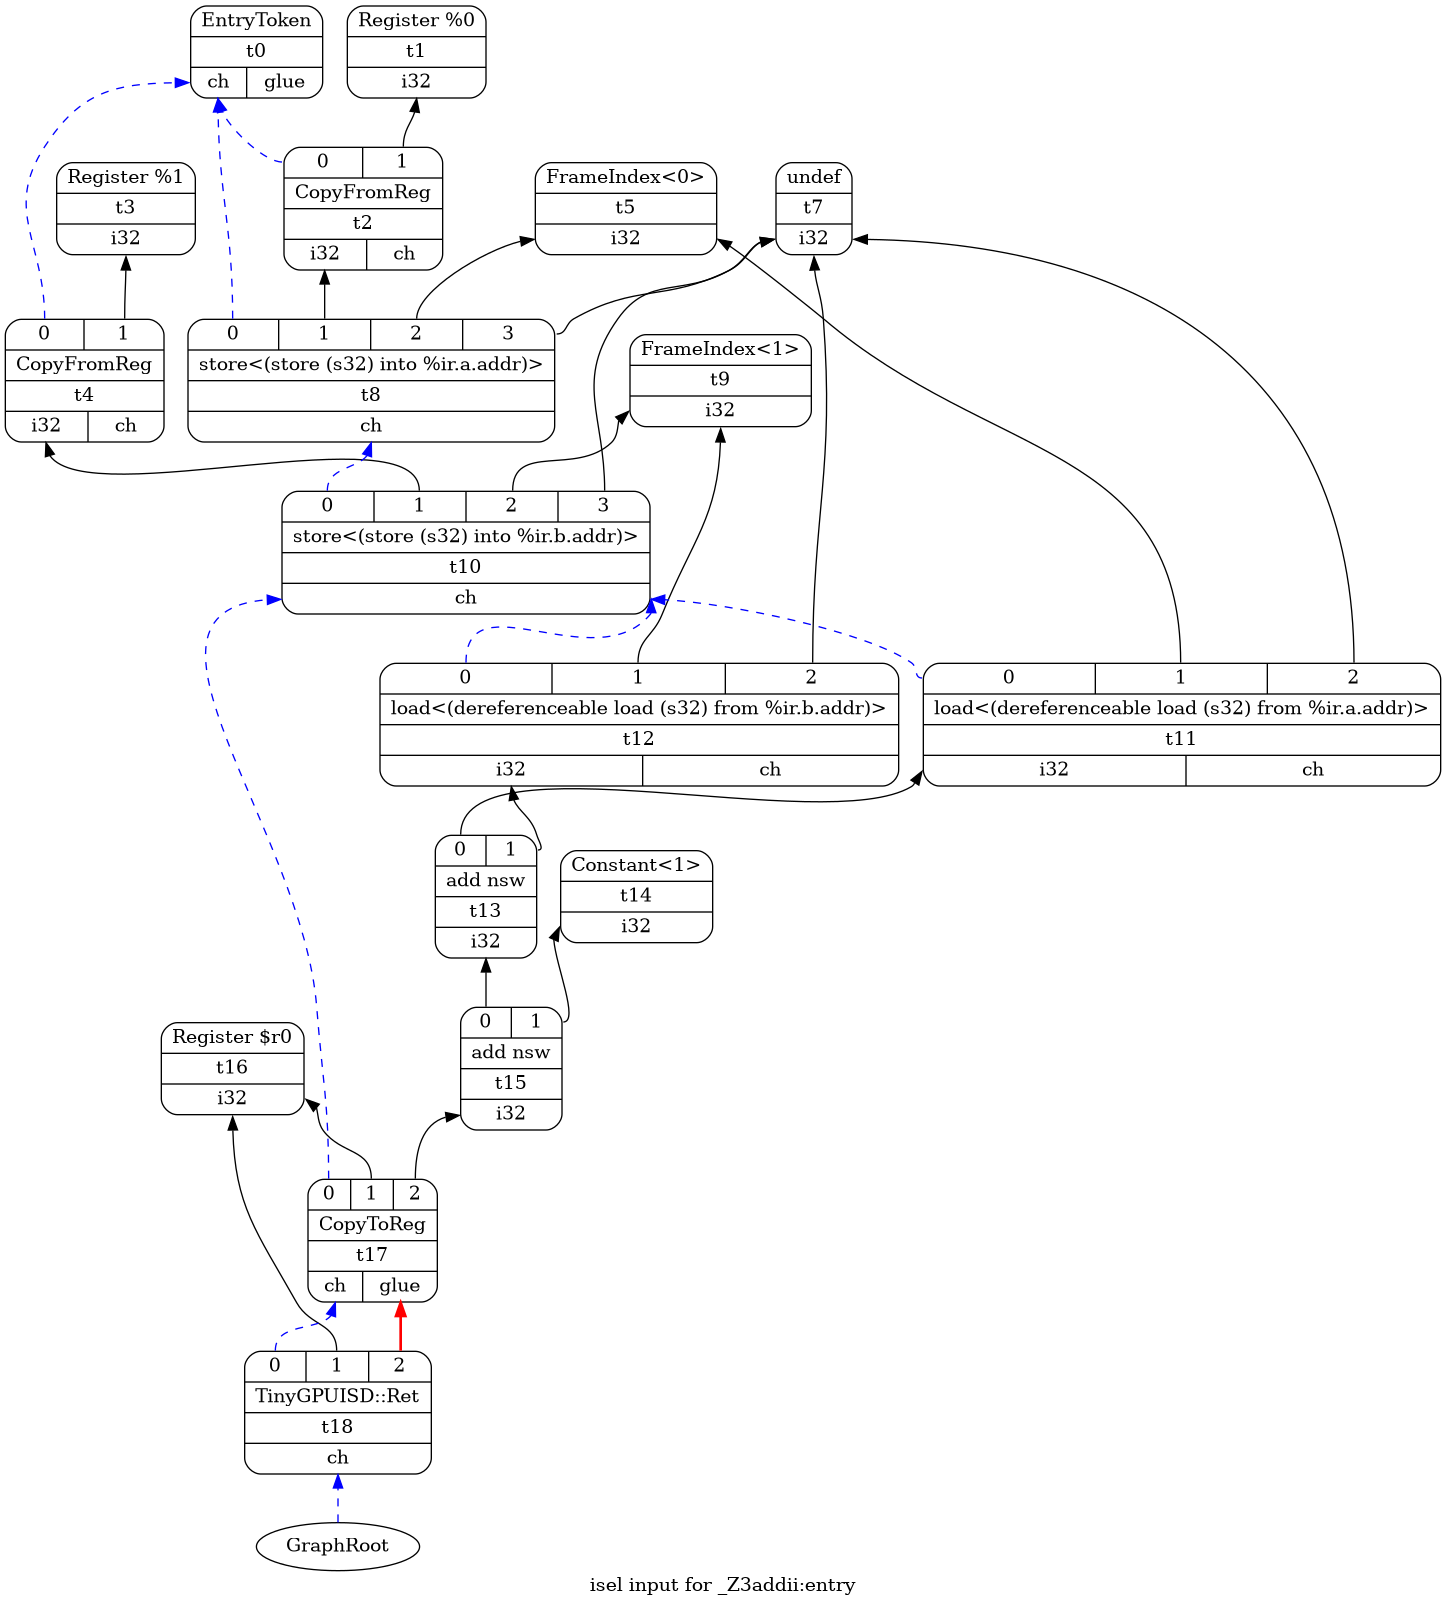 EntryToken
t0
ch glue
Register %0
t1
i32
Register %1
t3
i32
0 1
CopyFromReg
t2
i32 ch
FrameIndex<0>
t5
i32
undef
t7
i32
0 1
CopyFromReg
t4
i32 ch
0 1 2 3
store<(store (s32) into %ir.a.addr)>
t8
ch
FrameIndex<1>
t9
i32
0 1 2 3
store<(store (s32) into %ir.b.addr)>
t10
ch
0 1 2
load<(dereferenceable load (s32) from %ir.b.addr)>
t12
i32 ch
0 1 2
load<(dereferenceable load (s32) from %ir.a.addr)>
t11
i32 ch
0 1
add nsw
t13
i32
Constant<1>
t14
i32
Register $r0
t16
i32
0 1
add nsw
t15
i32
0 1 2
CopyToReg
t17
ch glue
0 1 2
TinyGPUISD::Ret
t18
ch
GraphRoot
isel input for _Z3addii:entry